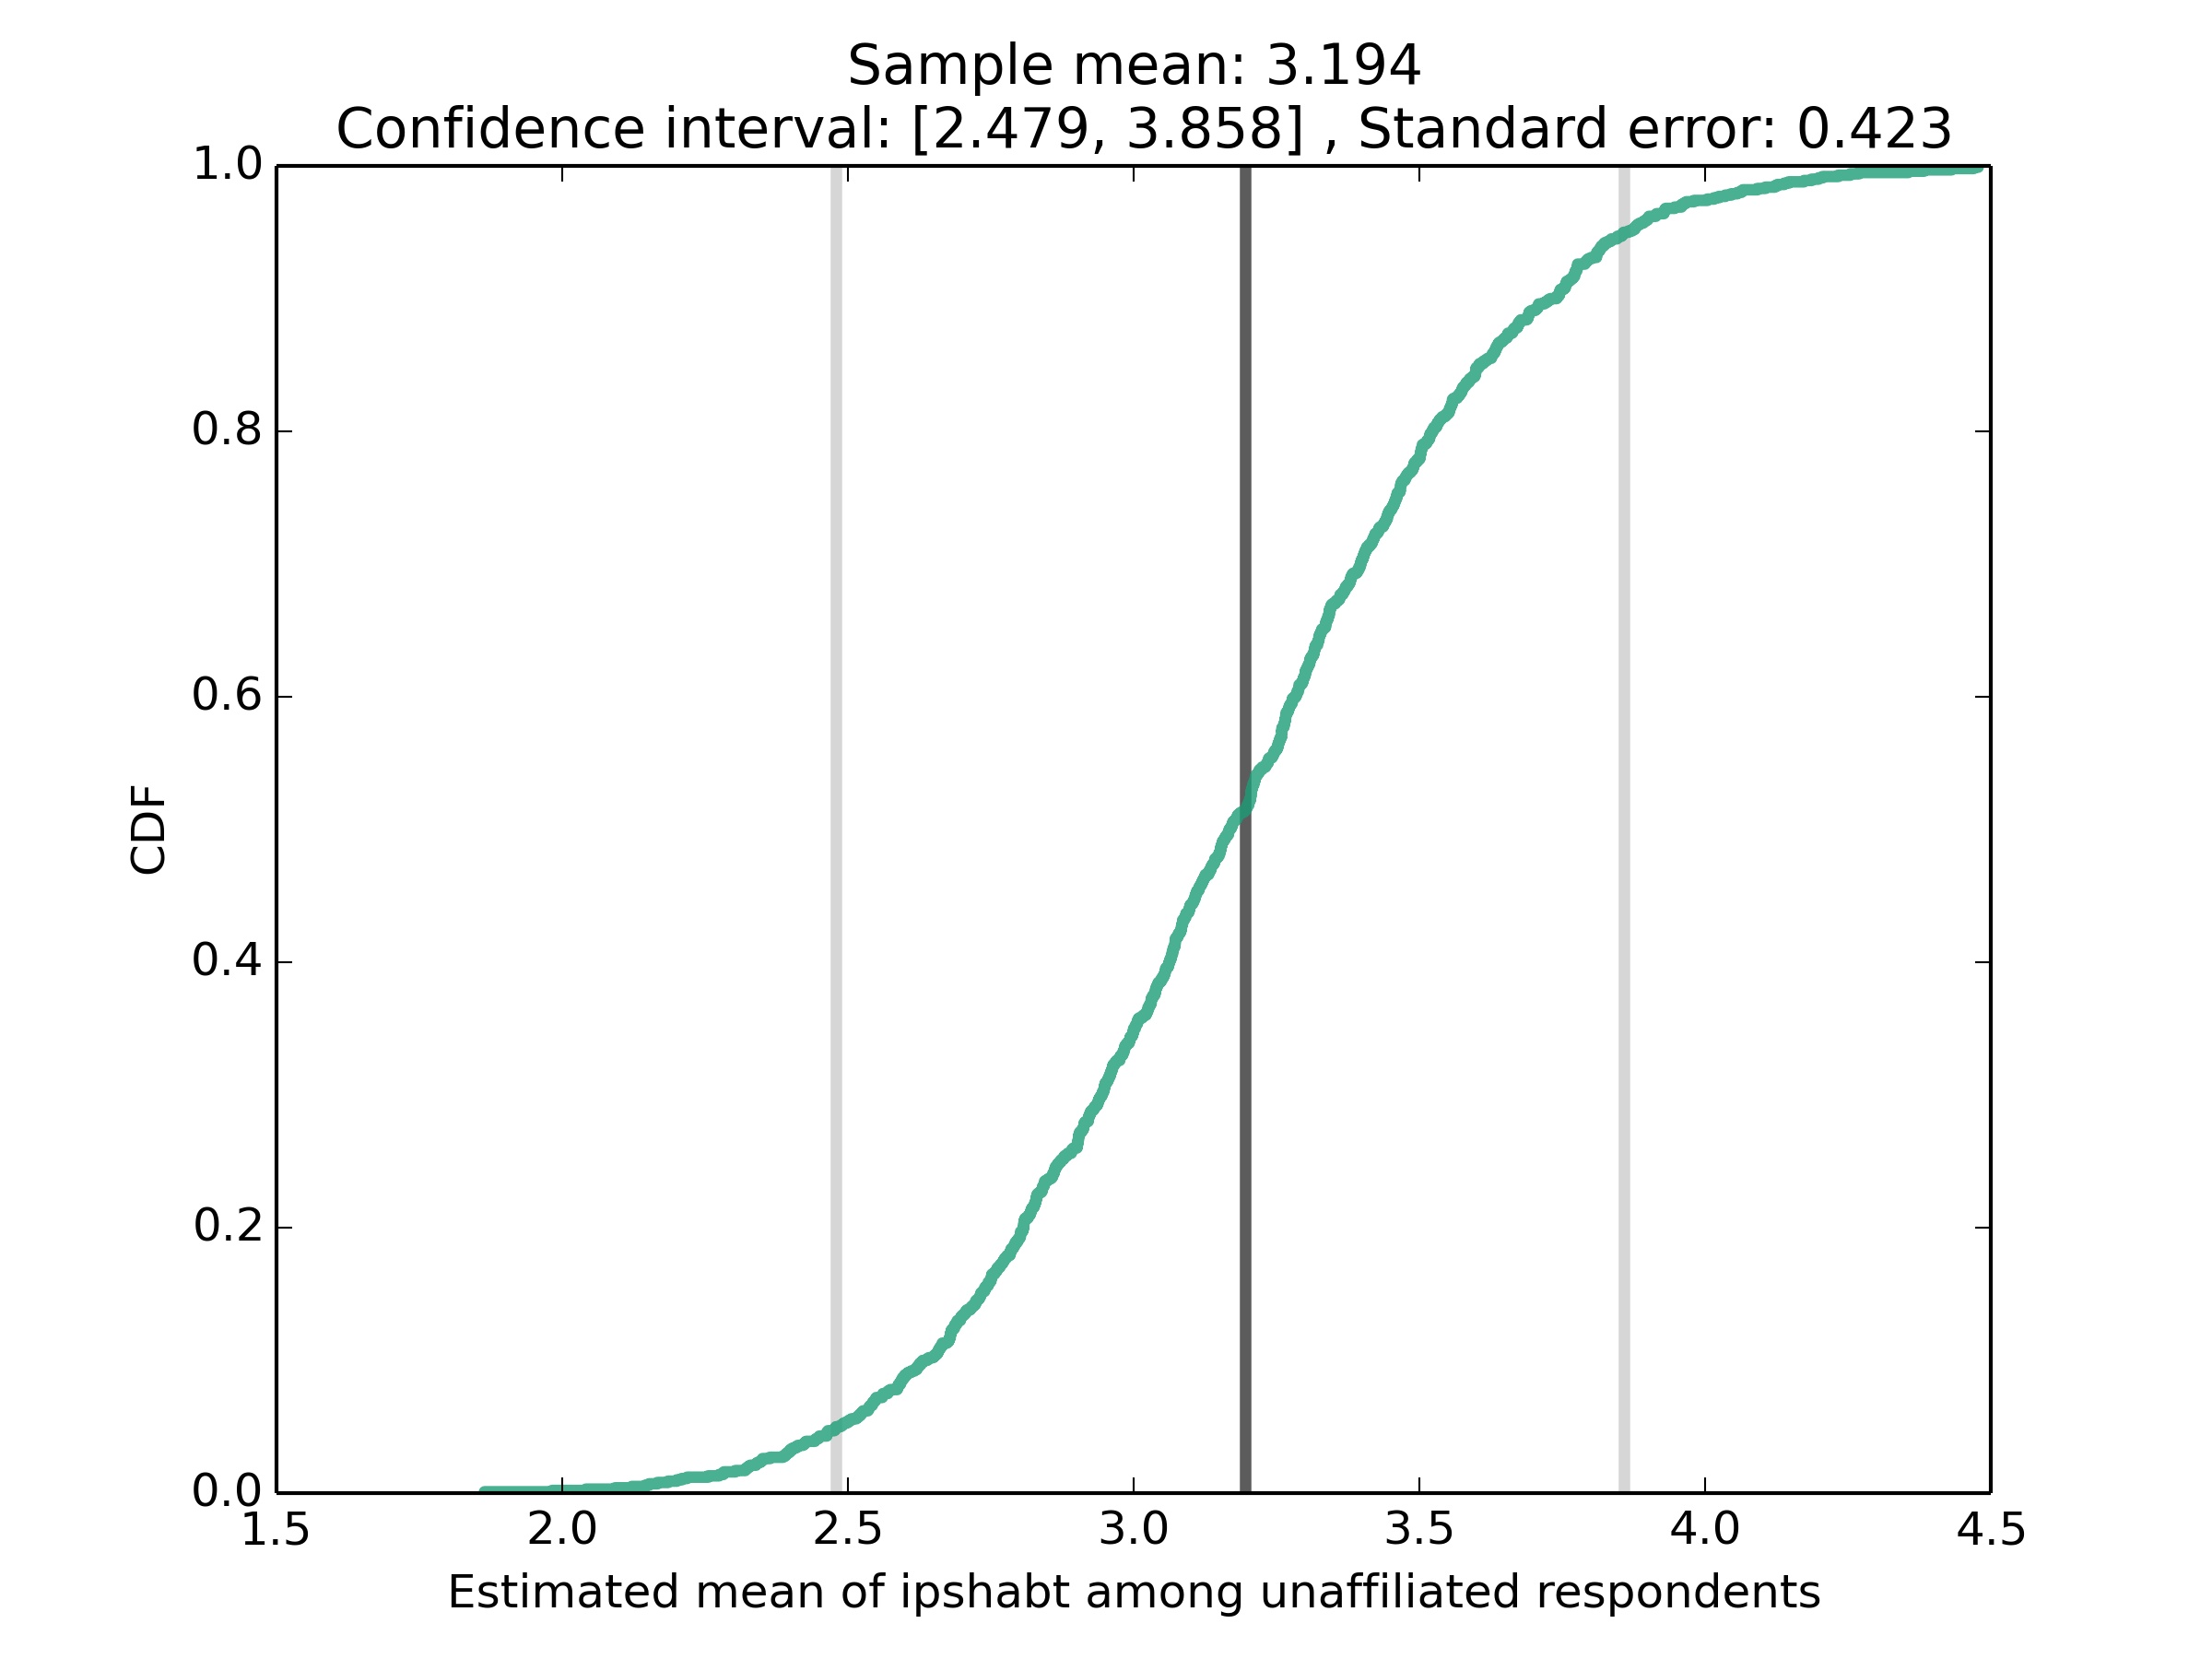 Sample mean: 3.194
Confidence interval: [2.479, 3.858] , Standard error: 0.423
1.0
0.8
0.6
0.4
0.2
0.0
CDF
1.5 2.0 2.5 3.0 3.5 4.0 4.5
Estimated mean of ipshabt among unaffiliated respondents